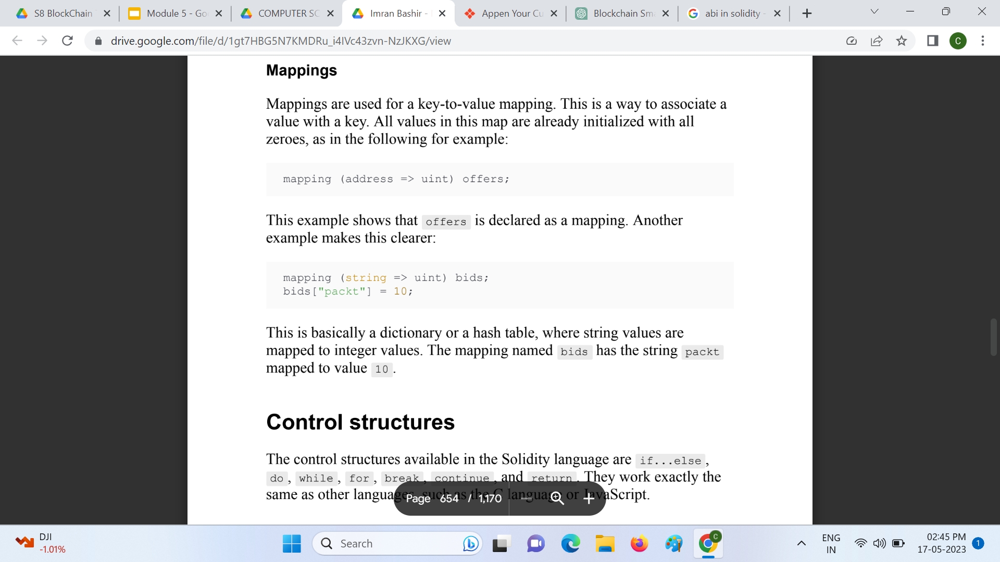 S8 BlockChain
Module 5 - Go
COMPUTER SC
Imran Bashir -
Appen Your Cu
Blockchain Sma
abi in solidity -
drive.google.com/file/d/1gt7HBG5N7KMDRu_i4IVc43zvn-NzJKXG/view
C
Mappings
Mappings are used for a key-to-value mapping. This is a way to associate a
value with a key. All values in this map are already initialized with all
zeroes, as in the following for example:
mapping (address => uint) offers;
This example shows that offers is declared as a mapping. Another
example makes this clearer:
mapping (string => uint) bids;
bids["packt"] = 10;
This is basically a dictionary or a hash table, where string values are
mapped to integer values. The mapping named bids has the string packt
mapped to value 10 .
Control structures
The control structures available in the Solidity language are if...else ,
do , while , for , break , continue , and return . They work exactly the
same as other languages, such as the C language or JavaScript.
Page 654 / 1,170
DJI
-1.01%
Search
C
ENG
IN
02:45 PM
17-05-2023
1